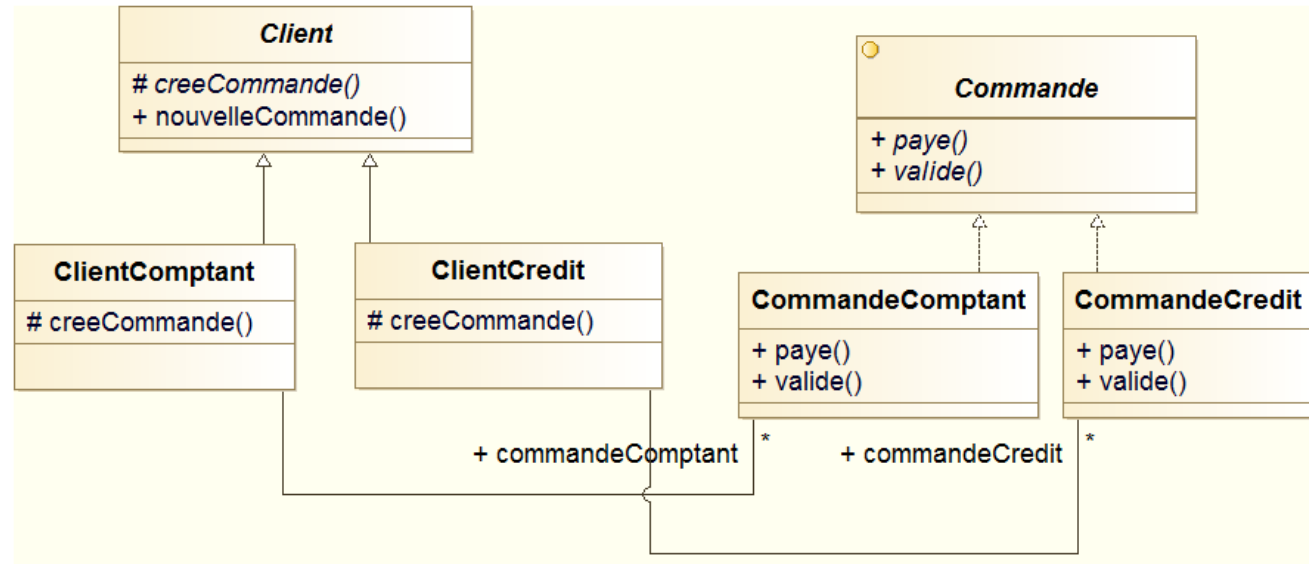 Client
# creeCommande()
+ nouvelleCommande()
Commande
+ paye()
+ valide()
ClientComptant
# creeCommande()
ClientCredit
# creeCommande()
CommandeComptant
+ paye()
+ valide()
CommandeCredit
+ paye()
+ valide()
+ commandeComptant
*
+ commandeCredit
*